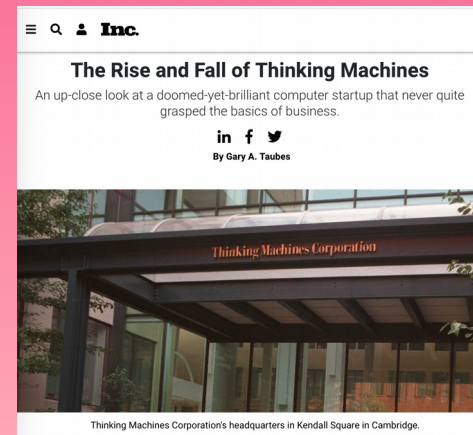 Inc.
The Rise and Fall of Thinking Machines
An up-close look at a doomed-yet-brilliant computer startup that never quite
grasped the basics of business.
By Gary A. Taubes
Thinking Machines Corporation
Thinking Machines Corporation's headquarters in Kendall Square in Cambridge.